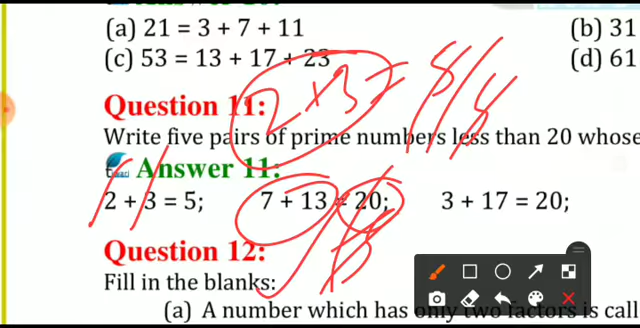 (a) 21 = 3 + 7 + 11 (b) 31
(c) 53 = 13 + 17 + 23 (d) 61
Question 11:
2 × 3 =
Write five pairs of prime numbers less than 20 whose
Answer 11:
2 + 3 = 5; 7 + 13 = 20; 3 + 17 = 20;
Question 12:
Fill in the blanks:
(a) A number which has only two factors is call